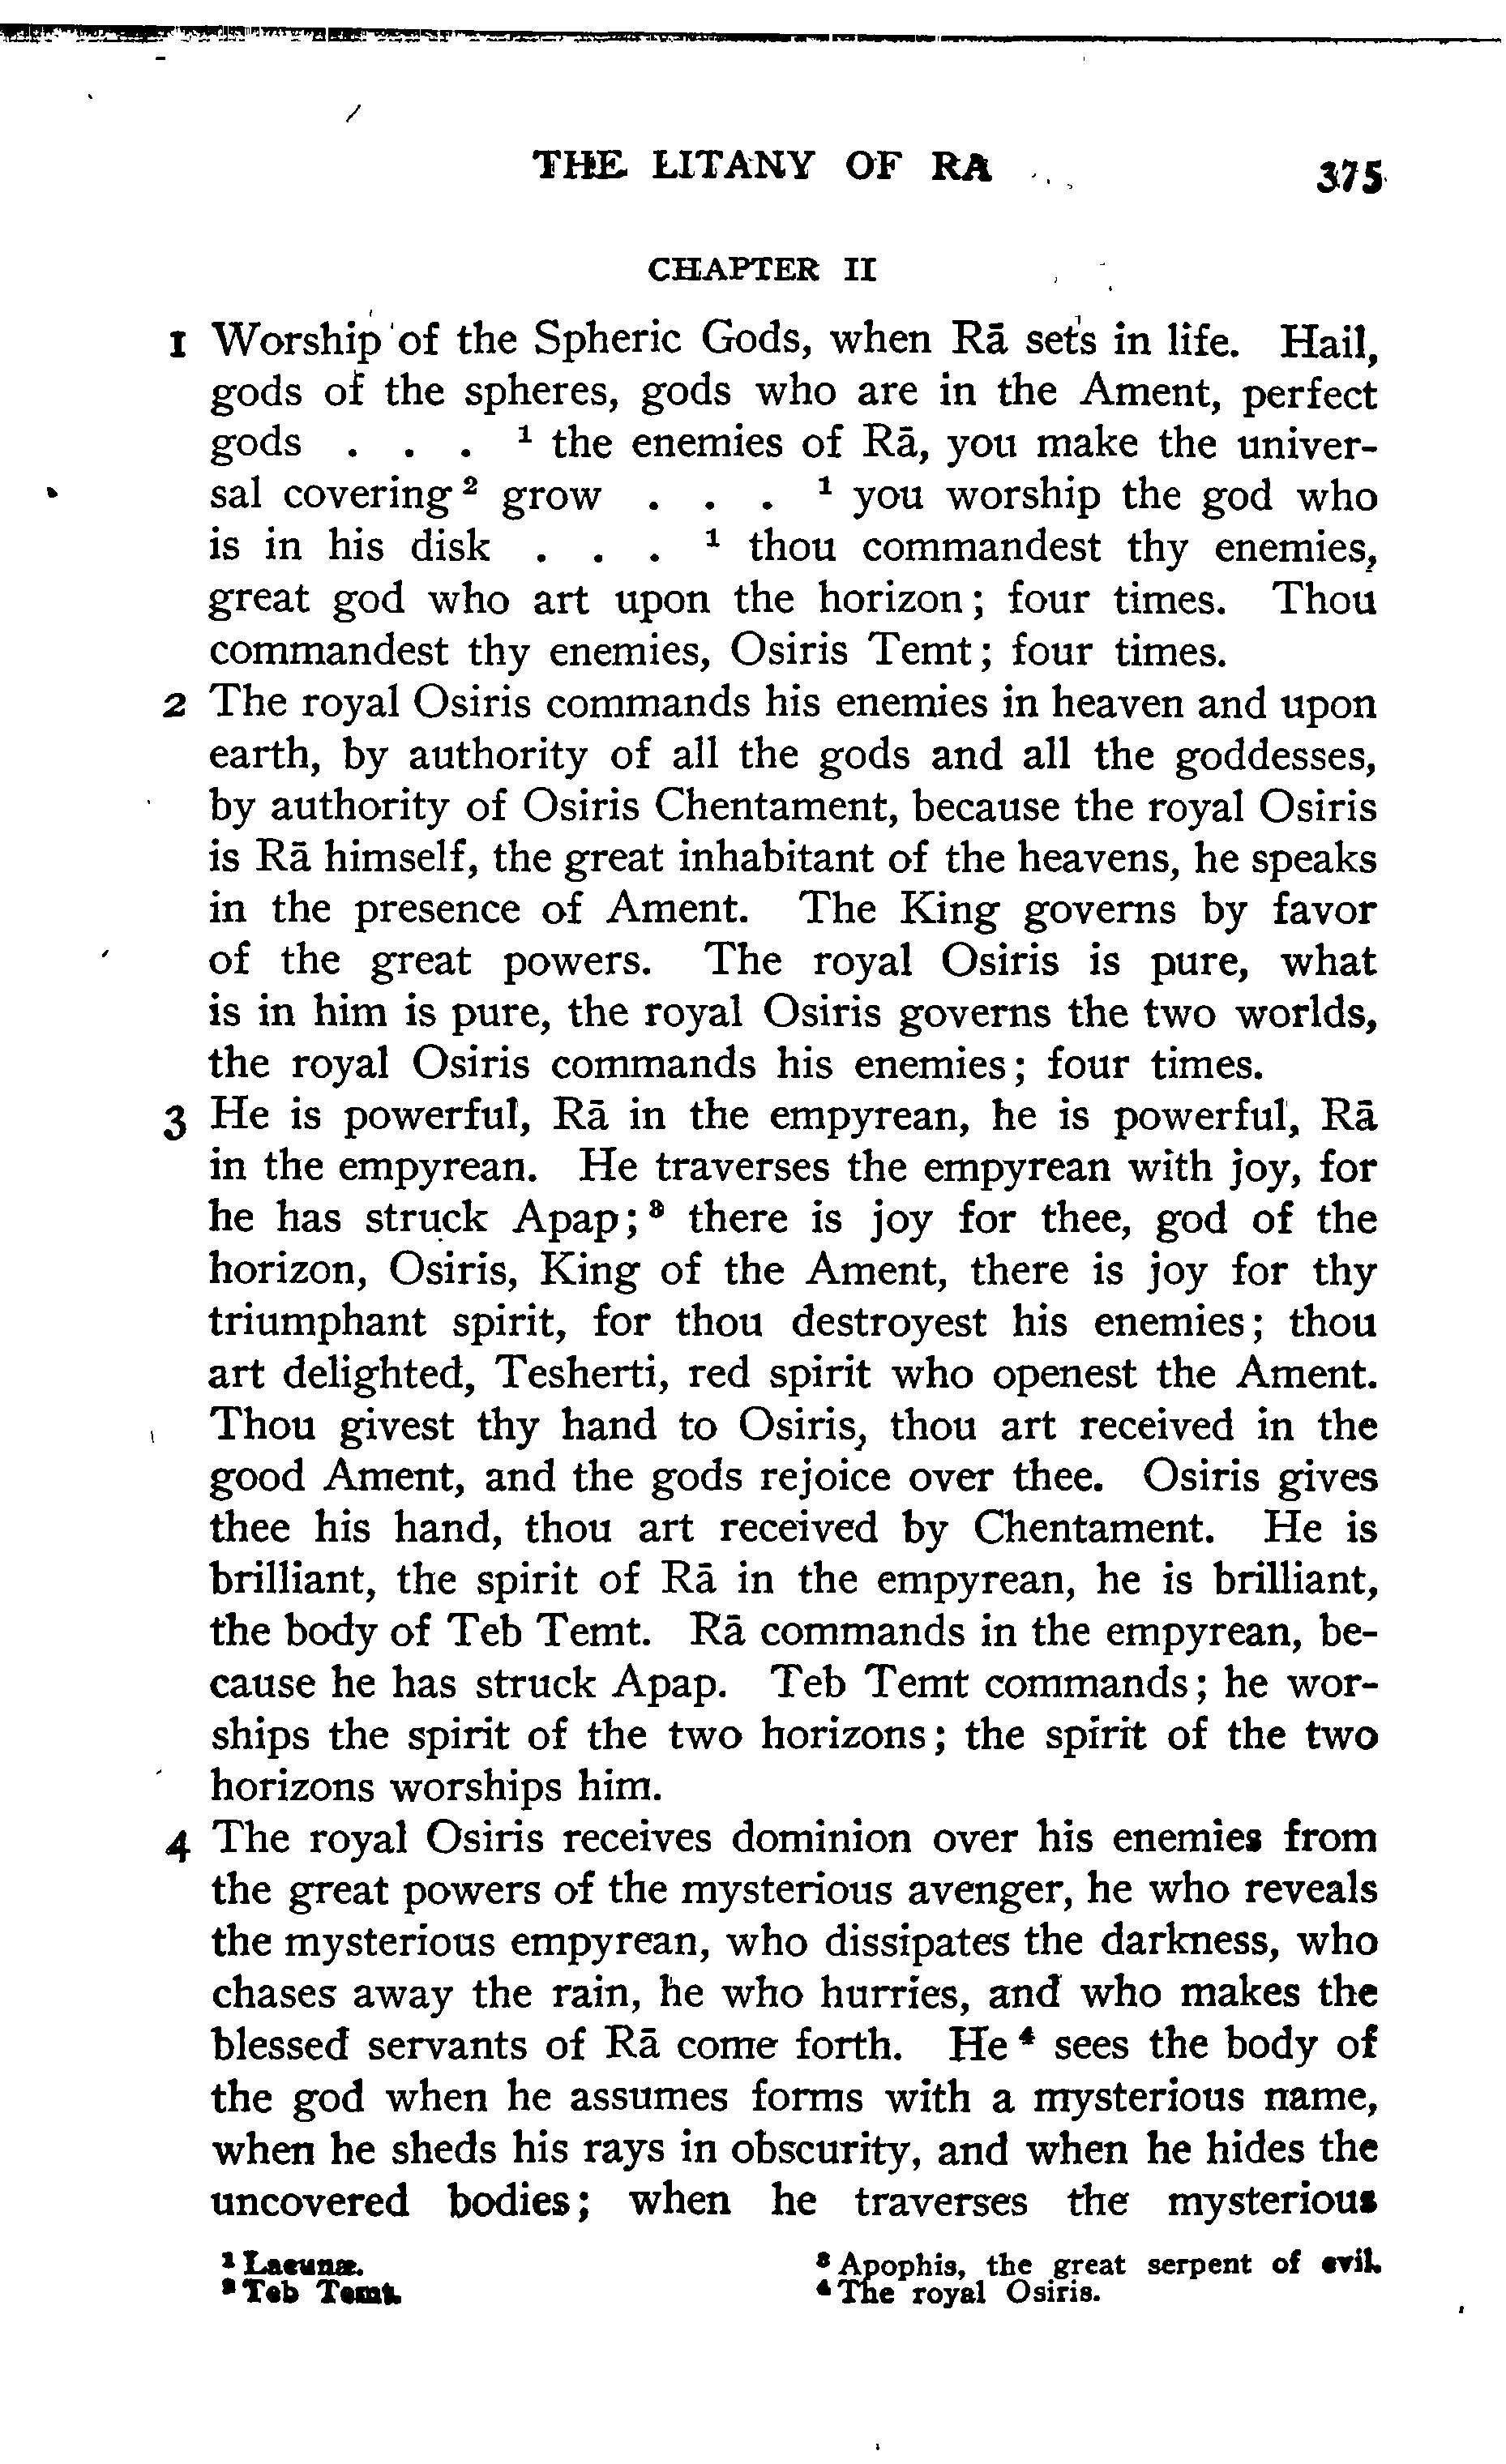 THE LITANY OF RA 375
CHAPTER II
1 Worship of the Spheric Gods, when Rā sets in life. Hail,
gods of the spheres, gods who are in the Ament, perfect
gods . . . ¹ the enemies of Rā, you make the univer-
sal covering ² grow . . . ¹ you worship the god who
is in his disk . . . ¹ thou commandest thy enemies,
great god who art upon the horizon; four times. Thou
commandest thy enemies, Osiris Temt; four times.
2 The royal Osiris commands his enemies in heaven and upon
earth, by authority of all the gods and all the goddesses,
by authority of Osiris Chentament, because the royal Osiris
is Rā himself, the great inhabitant of the heavens, he speaks
in the presence of Ament. The King governs by favor
of the great powers. The royal Osiris is pure, what
is in him is pure, the royal Osiris governs the two worlds,
the royal Osiris commands his enemies; four times.
3 He is powerful, Rā in the empyrean, he is powerful, Rā
in the empyrean. He traverses the empyrean with joy, for
he has struck Apap; ³ there is joy for thee, god of the
horizon, Osiris, King of the Ament, there is joy for thy
triumphant spirit, for thou destroyest his enemies; thou
art delighted, Tesherti, red spirit who openest the Ament.
Thou givest thy hand to Osiris, thou art received in the
good Ament, and the gods rejoice over thee. Osiris gives
thee his hand, thou art received by Chentament. He is
brilliant, the spirit of Rā in the empyrean, he is brilliant,
the body of Teb Temt. Rā commands in the empyrean, be-
cause he has struck Apap. Teb Temt commands; he wor-
ships the spirit of the two horizons; the spirit of the two
horizons worships him.
4 The royal Osiris receives dominion over his enemies from
the great powers of the mysterious avenger, he who reveals
the mysterious empyrean, who dissipates the darkness, who
chases away the rain, he who hurries, and who makes the
blessed servants of Rā come forth. He ⁴ sees the body of
the god when he assumes forms with a mysterious name,
when he sheds his rays in obscurity, and when he hides the
uncovered bodies; when he traverses the mysterious
¹ Lacunæ.
² Teb Temt.
³ Apophis, the great serpent of evil.
⁴ The royal Osiris.